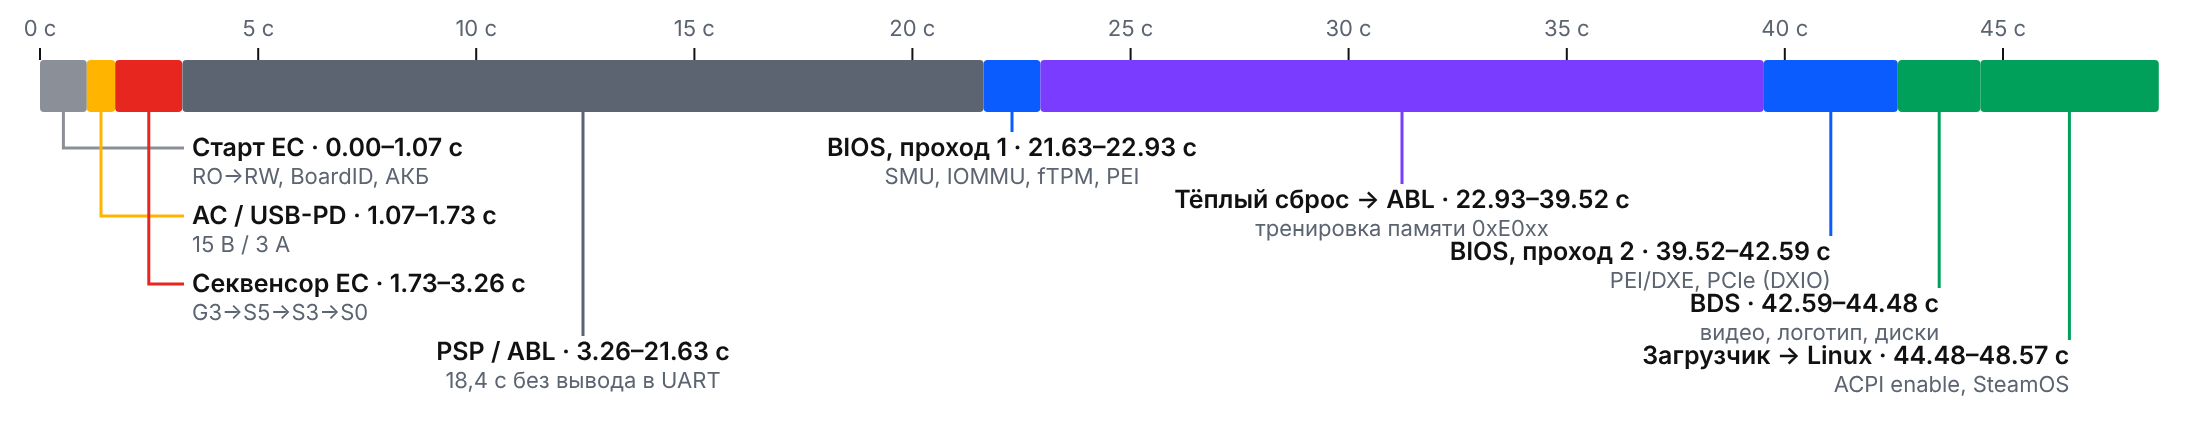 0 с 5 с 10 с 15 с 20 с 25 с 30 с 35 с 40 с 45 с
Старт EC · 0.00–1.07 с
RO→RW, BoardID, АКБ
AC / USB-PD · 1.07–1.73 с
15 В / 3 А
Секвенсор EC · 1.73–3.26 с
G3→S5→S3→S0
PSP / ABL · 3.26–21.63 с
18,4 с без вывода в UART
BIOS, проход 1 · 21.63–22.93 с
SMU, IOMMU, fTPM, PEI
Тёплый сброс → ABL · 22.93–39.52 с
тренировка памяти 0xE0xx
BIOS, проход 2 · 39.52–42.59 с
PEI/DXE, PCIe (DXIO)
BDS · 42.59–44.48 с
видео, логотип, диски
Загрузчик → Linux · 44.48–48.57 с
ACPI enable, SteamOS